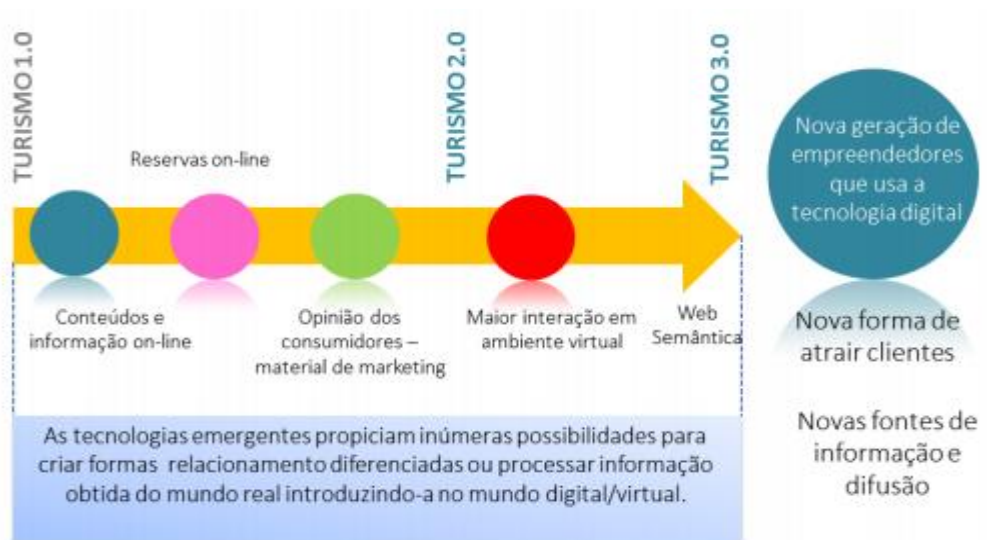 TURISMO 1.0
TURISMO 2.0
TURISMO 3.0
Reservas on-line
Conteúdos e
informação on-line
Opinião dos
consumidores –
material de marketing
Maior interação em
ambiente virtual
Web
Semântica
As tecnologias emergentes propiciam inúmeras possibilidades para
criar formas relacionamento diferenciadas ou processar informação
obtida do mundo real introduzindo-a no mundo digital/virtual.
Nova geração de
empreendedores
que usa a
tecnologia digital
Nova forma de
atrair clientes
Novas fontes de
informação e
difusão